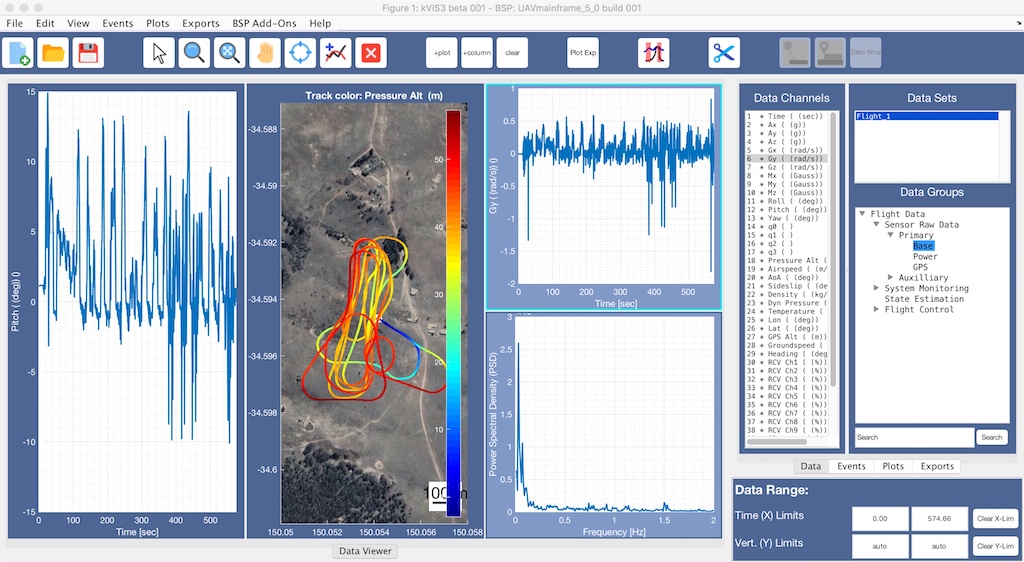 Figure 1: kVIS3 beta 001 - BSP: UAVmainframe_5_0 build 001
File Edit View Events Plots Exports BSP Add-Ons Help
+plot +column clear Plot Exp Zero time
Track color: Pressure Alt (m)
15
10
5
0
-5
-10
-15
Pitch ( (deg)) ()
0 100 200 300 400 500
Time [sec]
-34.588
-34.59
-34.592
-34.594
-34.596
-34.598
-34.6
50
40
30
20
10
100 m
150.05 150.052 150.054 150.056 150.058
1
0.5
0
-0.5
-1
-1.5
-2
Gy ( (rad/s)) ()
0 100 200 300 400 500
Time [sec]
3
2.5
2
1.5
1
0.5
0
Power Spectral Density (PSD)
0 0.5 1 1.5 2
Frequency [Hz]
Data Viewer
Data Channels
1 * Time ( (sec))
2 * Ax ( (g))
3 * Ay ( (g))
4 * Az ( (g))
5 * Gx ( (rad/s))
6 * Gy ( (rad/s))
7 * Gz ( (rad/s))
8 * Mx ( (Gauss))
9 * My ( (Gauss))
10 * Mz ( (Gauss))
11 * Roll ( (deg))
12 * Pitch ( (deg))
13 * Yaw ( (deg))
14 * q0 ( )
15 * q1 ( )
16 * q2 ( )
17 * q3 ( )
18 * Pressure Alt (
19 * Airspeed ( (m/
20 * AoA ( (deg))
21 * Sideslip ( (de
22 * Density ( (kg/
23 * Dyn Pressure (
24 * Temperature (
25 * Lon ( (deg))
26 * Lat ( (deg))
27 * GPS Alt ( (m))
28 * Groundspeed (
29 * Heading ( (deg
30 * RCV Ch1 ( (%))
31 * RCV Ch2 ( (%))
32 * RCV Ch3 ( (%))
33 * RCV Ch4 ( (%))
34 * RCV Ch5 ( (%))
35 * RCV Ch6 ( (%))
36 * RCV Ch7 ( (%))
37 * RCV Ch8 ( (%))
38 * RCV Ch9 ( (%))
Data Sets
Flight_1
Data Groups
Flight Data
Sensor Raw Data
Primary
Base
Power
GPS
Auxilliary
System Monitoring
State Estimation
Flight Control
Search Search
Data Events Plots Exports
Data Range:
Time (X) Limits 0.00 574.66 Clear X-Lim
Vert. (Y) Limits auto auto Clear Y-Lim